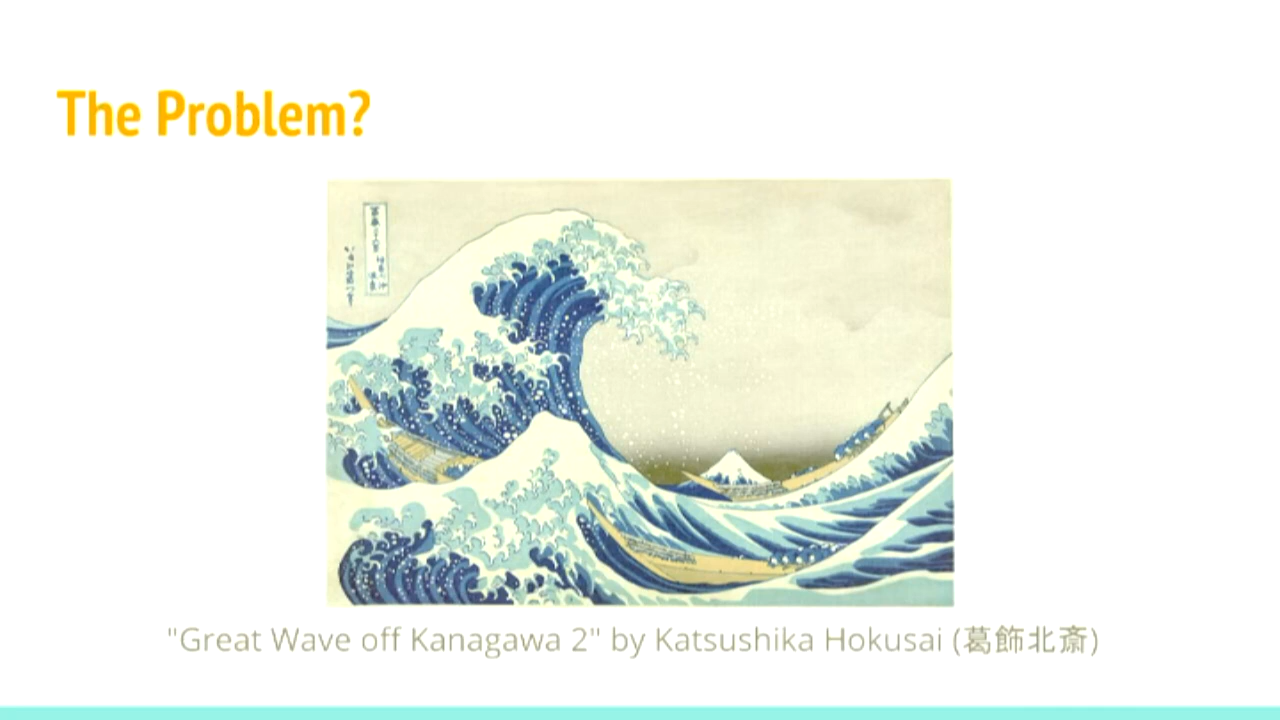 The Problem?
"Great Wave off Kanagawa 2" by Katsushika Hokusai (葛飾北斎)